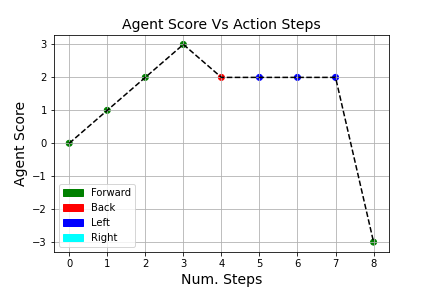 Agent Score Vs Action Steps
Agent Score
3
2
1
0
−1
−2
−3
Forward
Back
Left
Right
0 1 2 3 4 5 6 7 8
Num. Steps